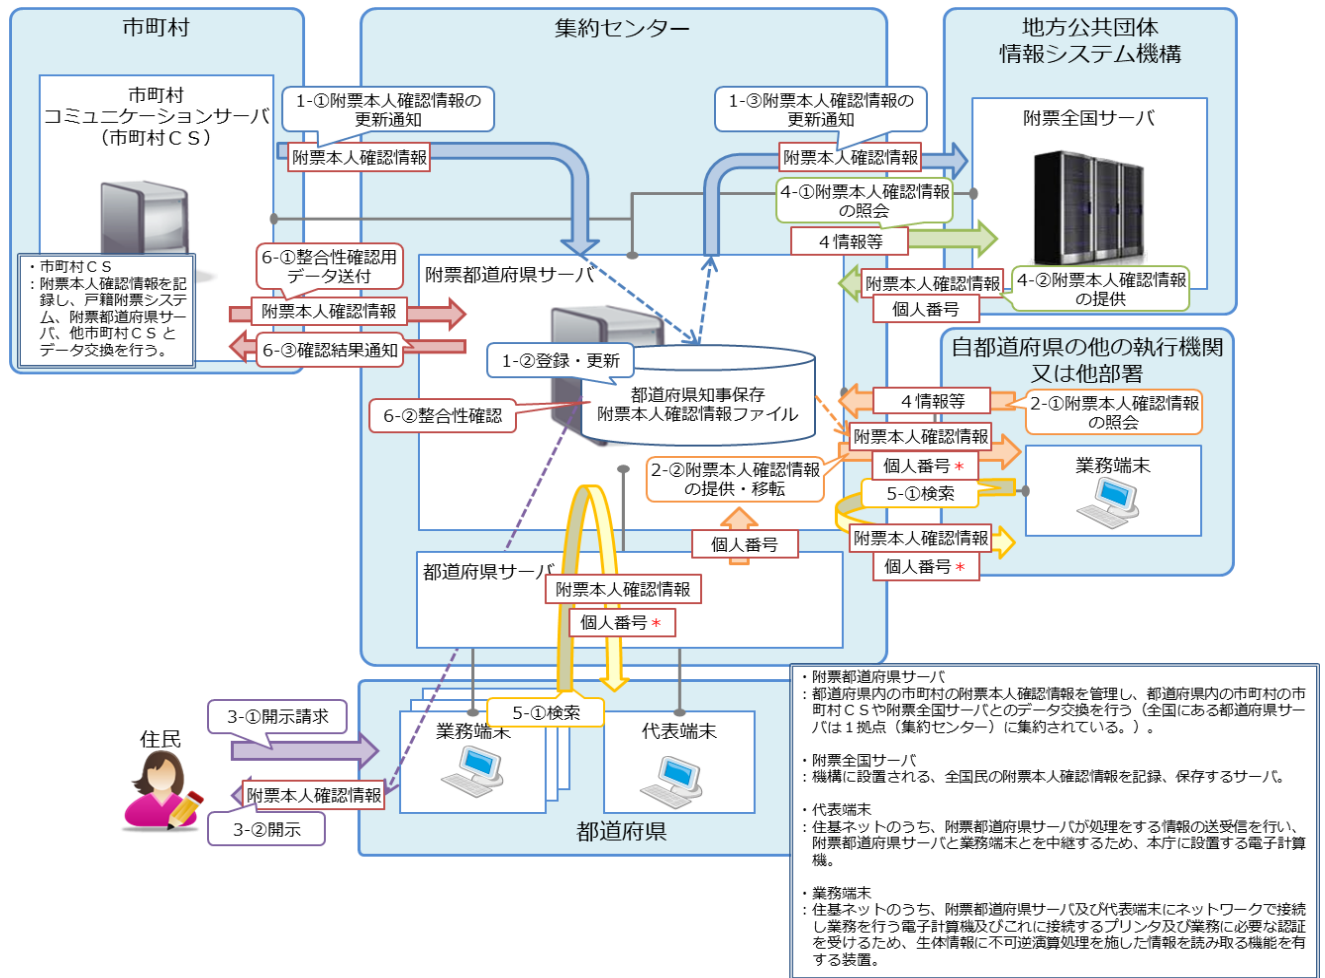 市町村
集約センター
地方公共団体
情報システム機構
市町村
コミュニケーションサーバ
（市町村ＣＳ）
1-①附票本人確認情報の
更新通知
附票本人確認情報
1-③附票本人確認情報の
更新通知
附票本人確認情報
附票全国サーバ
4-①附票本人確認情報
の照会
４情報等
附票本人確認情報
個人番号
4-②附票本人確認情報
の提供
・市町村ＣＳ
：附票本人確認情報を記
録し、戸籍附票システ
ム、附票都道府県サー
バ、他市町村ＣＳと
データ交換を行う。
6-①整合性確認用
データ送付
附票本人確認情報
6-③確認結果通知
附票都道府県サーバ
1-②登録・更新
都道府県知事保存
附票本人確認情報ファイル
6-②整合性確認
自都道府県の他の執行機関
又は他部署
４情報等
2-①附票本人確認情報
の照会
附票本人確認情報
個人番号＊
2-②附票本人確認情報
の提供・移転
業務端末
5-①検索
附票本人確認情報
個人番号＊
個人番号
都道府県サーバ
附票本人確認情報
個人番号＊
5-①検索
業務端末
代表端末
都道府県
住民
3-①開示請求
附票本人確認情報
3-②開示
・附票都道府県サーバ
：都道府県内の市町村の附票本人確認情報を管理し、都道府県内の市町村の市
町村ＣＳや附票全国サーバとのデータ交換を行う（全国にある都道府県サー
バは１拠点（集約センター）に集約されている。）。
・附票全国サーバ
：機構に設置される、全国民の附票本人確認情報を記録、保存するサーバ。
・代表端末
：住基ネットのうち、附票都道府県サーバが処理をする情報の送受信を行い、
附票都道府県サーバと業務端末とを中継するため、本庁に設置する電子計算
機。
・業務端末
：住基ネットのうち、附票都道府県サーバ及び代表端末にネットワークで接続
し業務を行う電子計算機及びこれに接続するプリンタ及び業務に必要な認証
を受けるため、生体情報に不可逆演算処理を施した情報を読み取る機能を有
する装置。